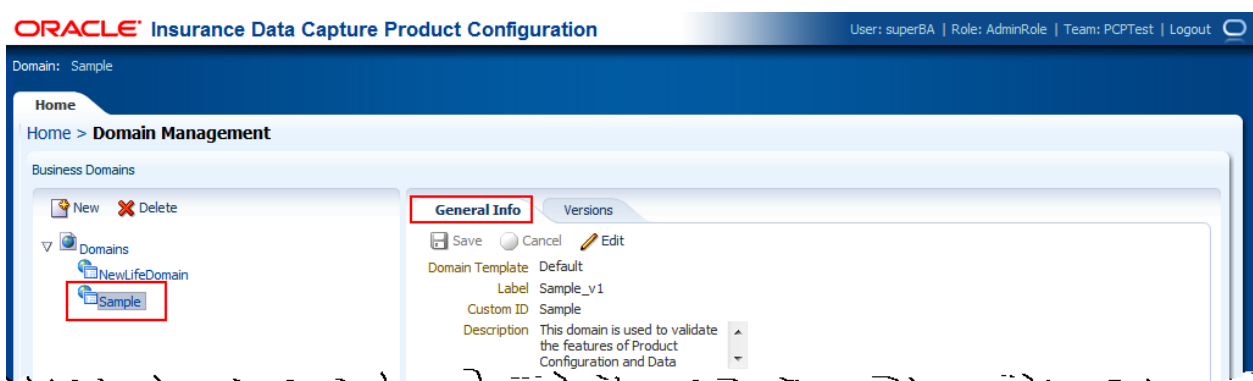 ORACLE® Insurance Data Capture Product Configuration
User: superBA | Role: AdminRole | Team: PCPTest | Logout
Domain: Sample
Home
Home > Domain Management
Business Domains
New Delete
General Info Versions
Save Cancel Edit
Domains
NewLifeDomain
Sample
Domain Template Default
Label Sample_v1
Custom ID Sample
Description This domain is used to validate
the features of Product
Configuration and Data